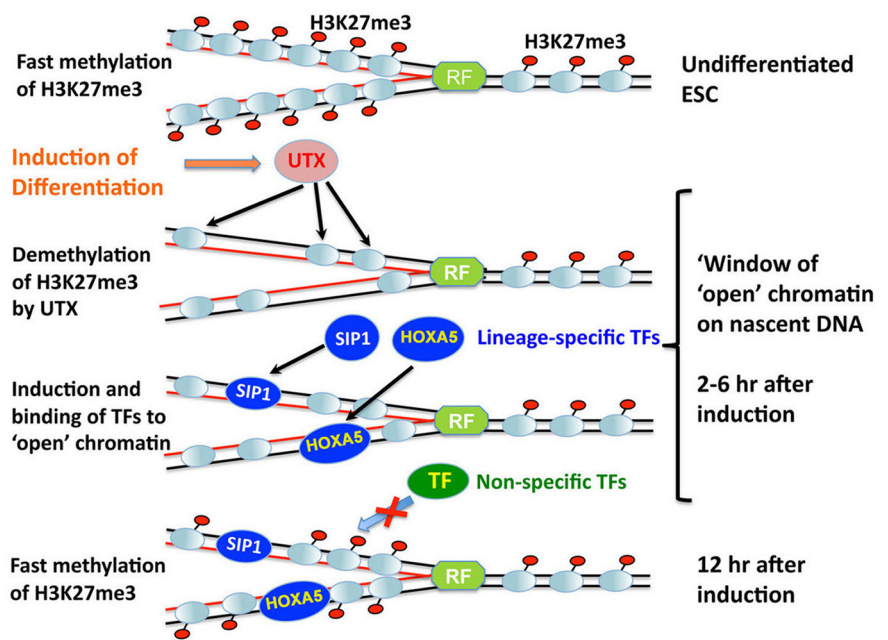 H3K27me3
H3K27me3
Fast methylation
of H3K27me3
RF
Undifferentiated
ESC
Induction of
Differentiation
UTX
Demethylation
of H3K27me3
by UTX
RF
'Window of
'open' chromatin
on nascent DNA
2-6 hr after
induction
SIP1
HOXA5
Lineage-specific TFs
Induction and
binding of TFs to
'open' chromatin
SIP1
HOXA5
RF
TF
Non-specific TFs
Fast methylation
of H3K27me3
SIP1
HOXA5
RF
12 hr after
induction